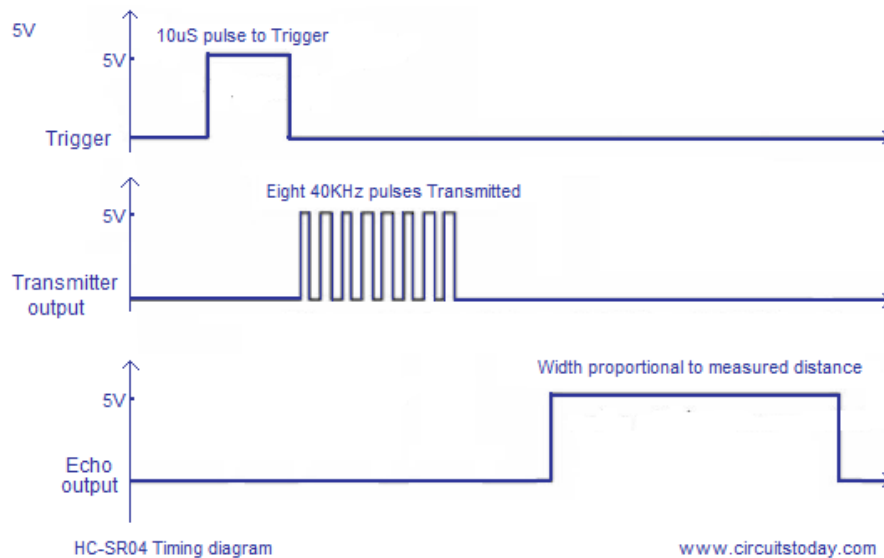 5V
10uS pulse to Trigger
5V
Trigger
Eight 40KHz pulses Transmitted
5V
Transmitter
output
Width proportional to measured distance
5V
Echo
output
HC-SR04 Timing diagram
www.circuitstoday.com